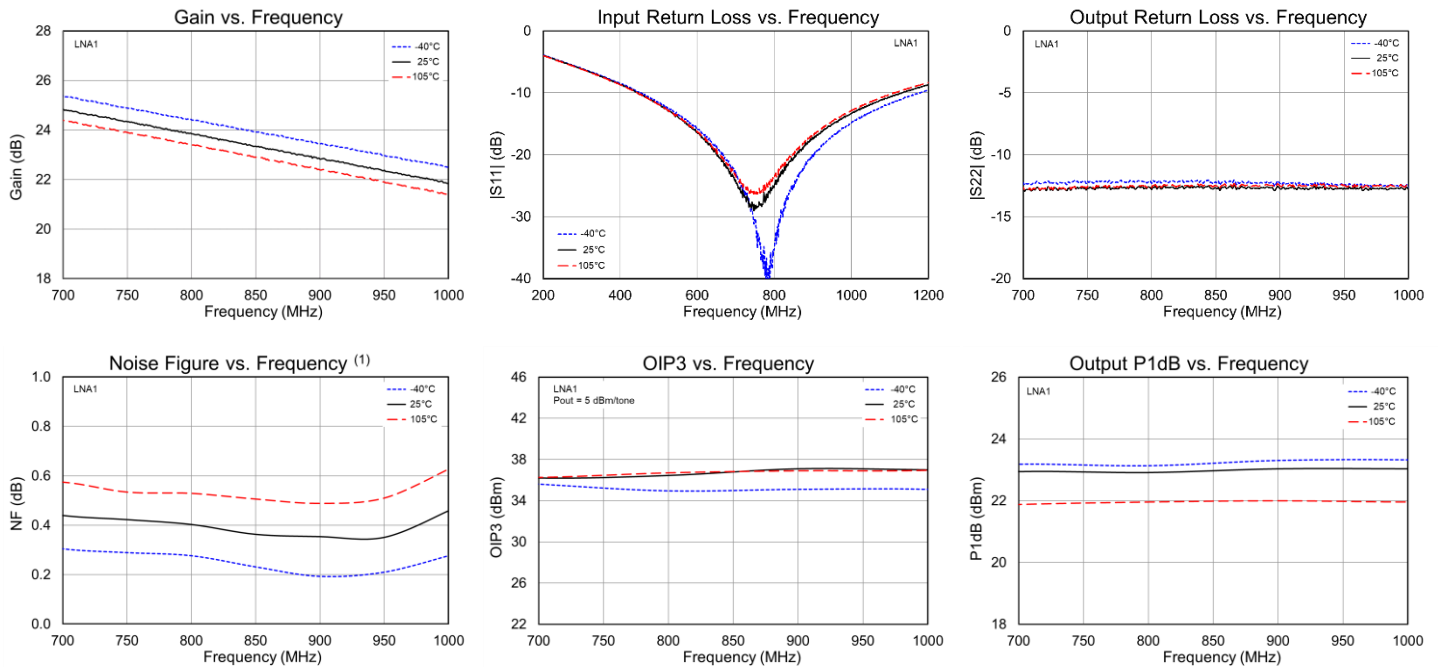 Gain vs. Frequency
LNA1
-40°C
25°C
105°C
28
26
24
22
20
18
Gain (dB)
700 750 800 850 900 950 1000
Frequency (MHz)
Input Return Loss vs. Frequency
LNA1
0
-10
-20
-30
-40
|S11| (dB)
-40°C
25°C
105°C
200 400 600 800 1000 1200
Frequency (MHz)
Output Return Loss vs. Frequency
LNA1
-40°C
25°C
105°C
0
-5
-10
-15
-20
|S22| (dB)
700 750 800 850 900 950 1000
Frequency (MHz)
Noise Figure vs. Frequency (1)
LNA1
-40°C
25°C
105°C
1.0
0.8
0.6
0.4
0.2
0.0
NF (dB)
700 750 800 850 900 950 1000
Frequency (MHz)
OIP3 vs. Frequency
LNA1
Pout = 5 dBm/tone
-40°C
25°C
105°C
46
42
38
34
30
26
22
OIP3 (dBm)
700 750 800 850 900 950 1000
Frequency (MHz)
Output P1dB vs. Frequency
LNA1
-40°C
25°C
105°C
26
24
22
20
18
P1dB (dBm)
700 750 800 850 900 950 1000
Frequency (MHz)